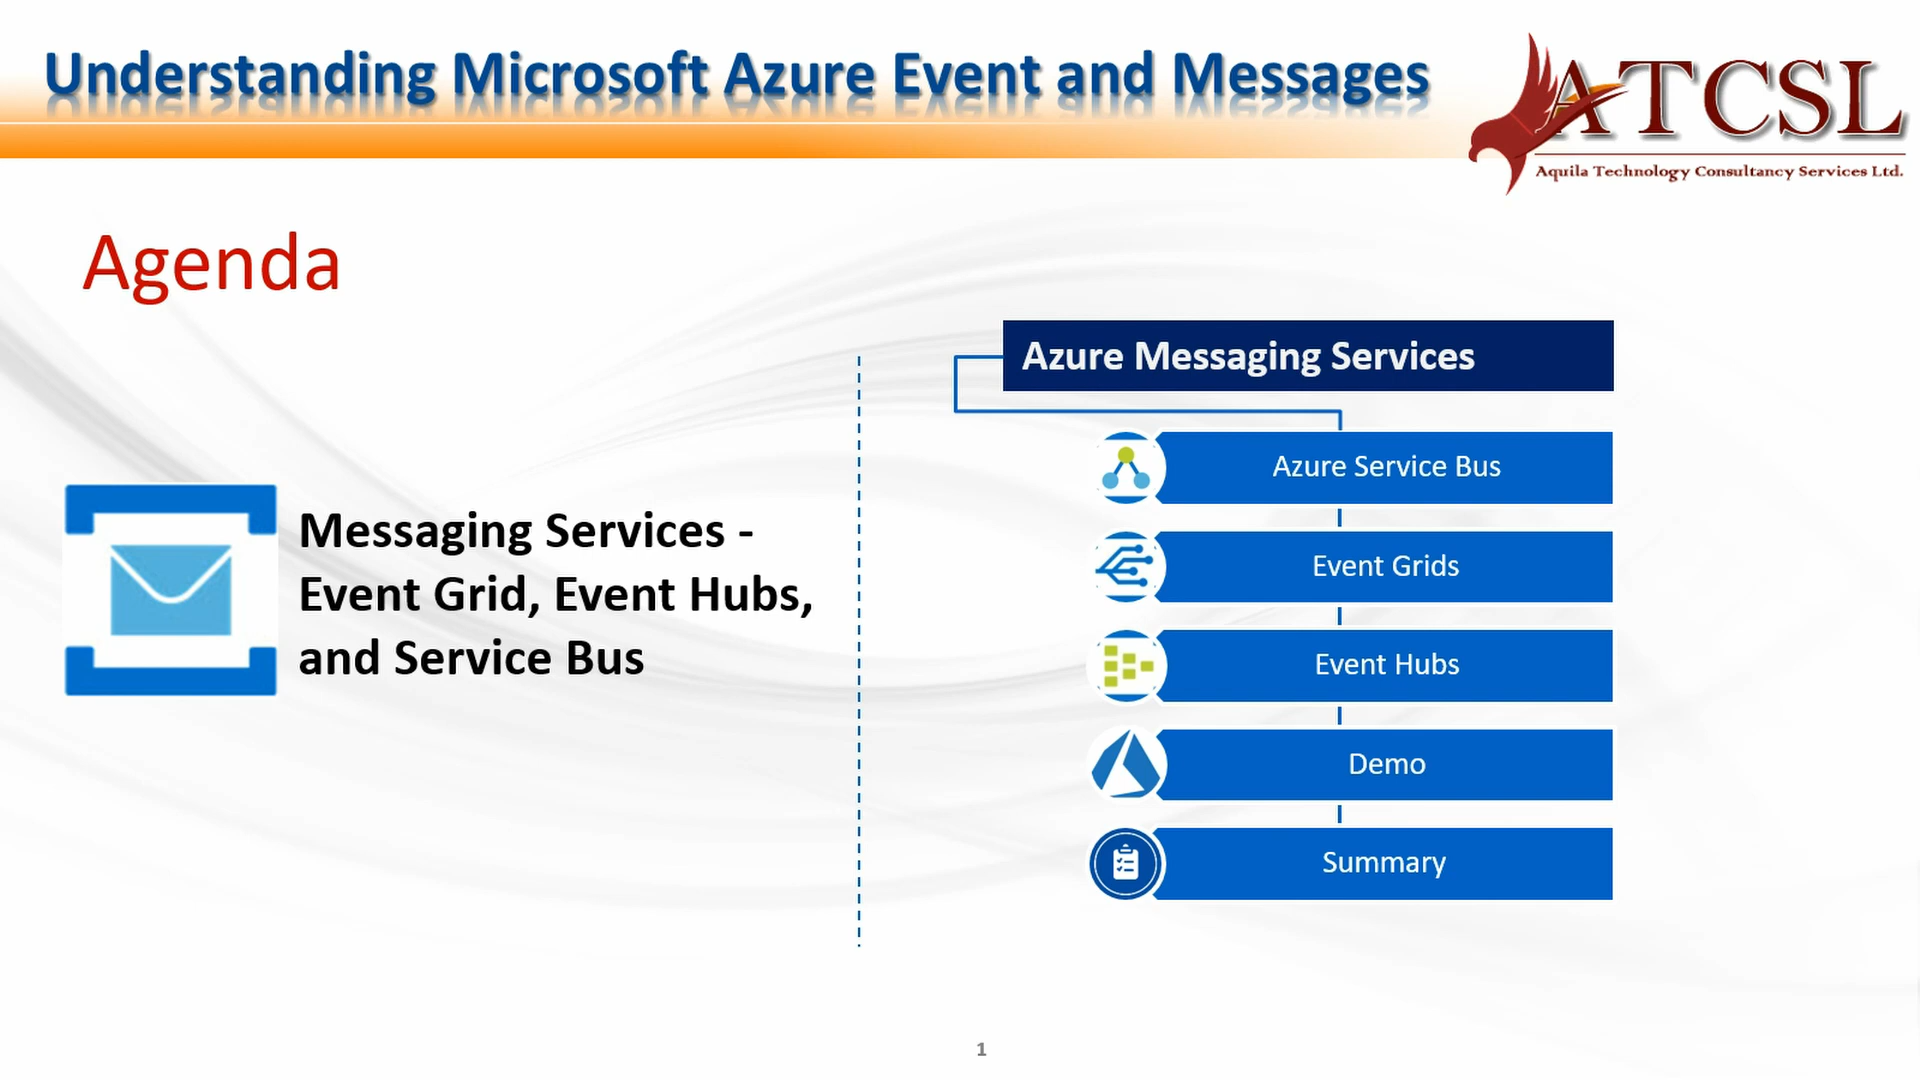 Understanding Microsoft Azure Event and Messages
ATCSL
Aquila Technology Consultancy Services Ltd.
Agenda
Messaging Services -
Event Grid, Event Hubs,
and Service Bus
Azure Messaging Services
Azure Service Bus
Event Grids
Event Hubs
Demo
Summary
1